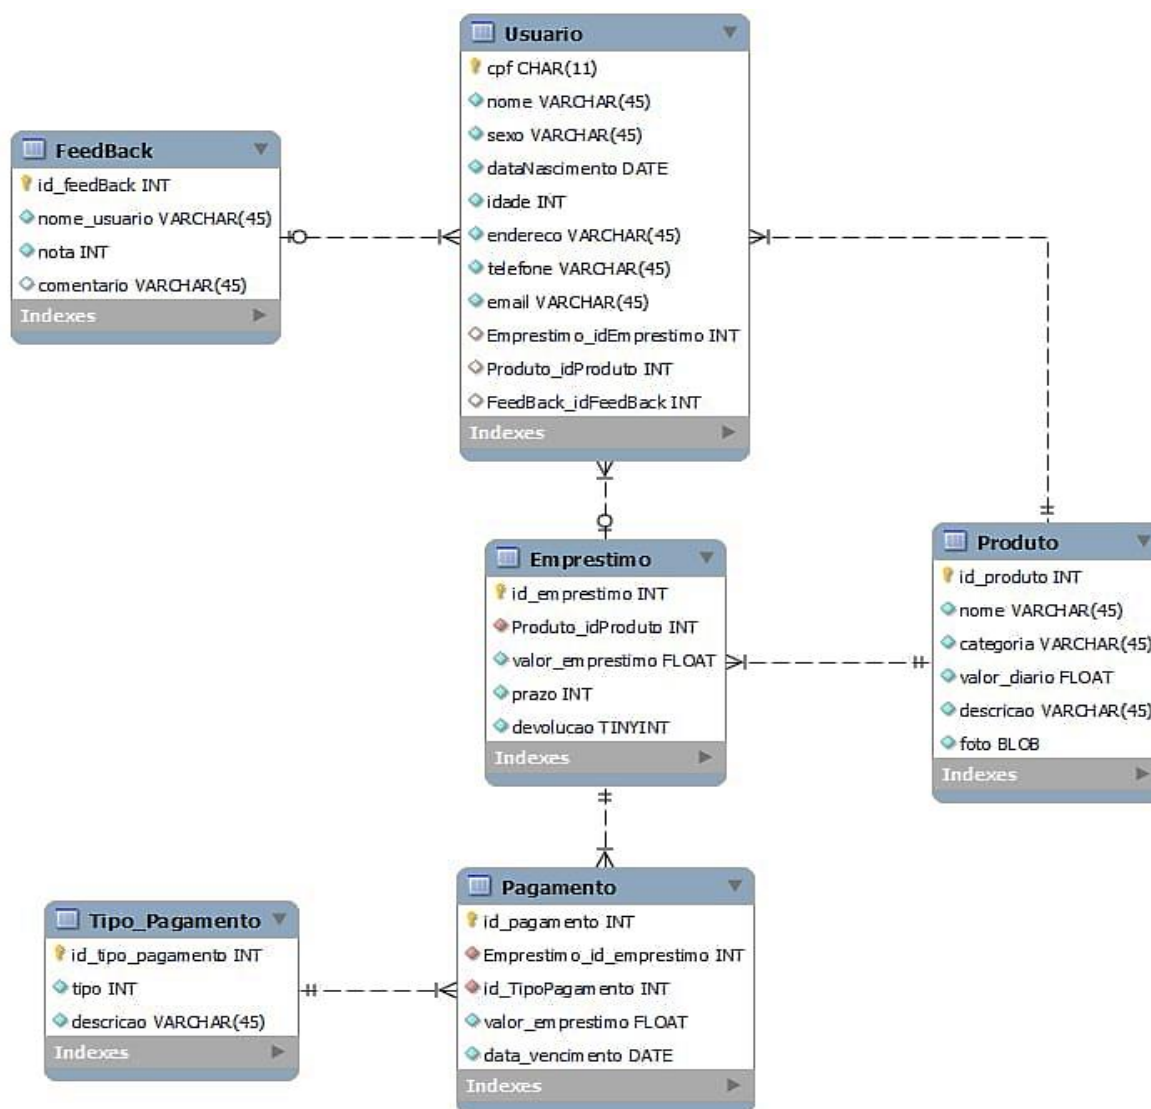 Usuario
cpf CHAR(11)
nome VARCHAR(45)
sexo VARCHAR(45)
dataNascimento DATE
idade INT
endereco VARCHAR(45)
telefone VARCHAR(45)
email VARCHAR(45)
Emprestimo_idEmprestimo INT
Produto_idProduto INT
FeedBack_idFeedBack INT
Indexes
FeedBack
id_feedBack INT
nome_usuario VARCHAR(45)
nota INT
comentario VARCHAR(45)
Indexes
Emprestimo
id_emprestimo INT
Produto_idProduto INT
valor_emprestimo FLOAT
prazo INT
devolucao TINYINT
Indexes
Produto
id_produto INT
nome VARCHAR(45)
categoria VARCHAR(45)
valor_diario FLOAT
descricao VARCHAR(45)
foto BLOB
Indexes
Tipo_Pagamento
id_tipo_pagamento INT
tipo INT
descricao VARCHAR(45)
Indexes
Pagamento
id_pagamento INT
Emprestimo_id_emprestimo INT
id_TipoPagamento INT
valor_emprestimo FLOAT
data_vencimento DATE
Indexes